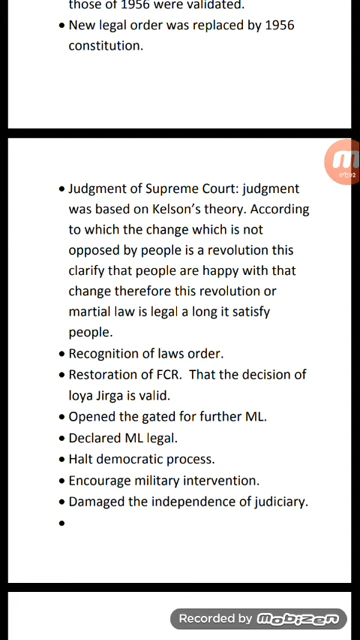 those of 1956 were validated.
• New legal order was replaced by 1956
constitution.
• Judgment of Supreme Court: judgment
was based on Kelson's theory. According
to which the change which is not
opposed by people is a revolution this
clarify that people are happy with that
change therefore this revolution or
martial law is legal a long it satisfy
people.
• Recognition of laws order.
• Restoration of FCR.  That the decision of
loya Jirga is valid.
• Opened the gated for further ML.
• Declared ML legal.
• Halt democratic process.
• Encourage military intervention.
• Damaged the independence of judiciary.
•
Recorded by Mobizen